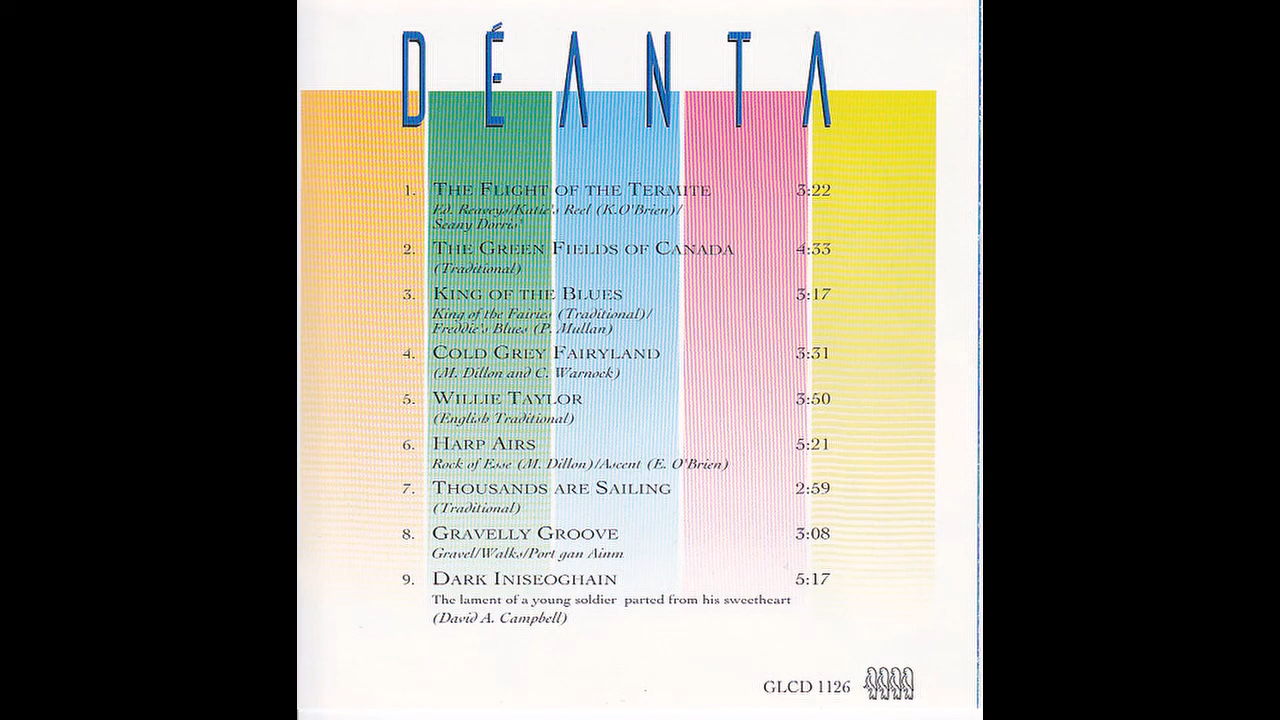 DÉANTA
1. THE FLIGHT OF THE TERMITE 3:22
Ed. Reaveys/Katie's Reel (K.O'Brien)/
Seany Dorris'
2. THE GREEN FIELDS OF CANADA 4:33
(Traditional)
3. KING OF THE BLUES 3:17
King of the Fairies (Traditional)/
Freddie's Blues (P. Mullan)
4. COLD GREY FAIRYLAND 3:31
(M. Dillon and C. Warnock)
5. WILLIE TAYLOR 3:50
(English Traditional)
6. HARP AIRS 5:21
Rock of Esse (M. Dillon)/Ascent (E. O'Brien)
7. THOUSANDS ARE SAILING 2:59
(Traditional)
8. GRAVELLY GROOVE 3:08
Gravel/Walks/Port gan Ainm
9. DARK INISEOGHAIN 5:17
The lament of a young soldier parted from his sweetheart
(David A. Campbell)
GLCD 1126